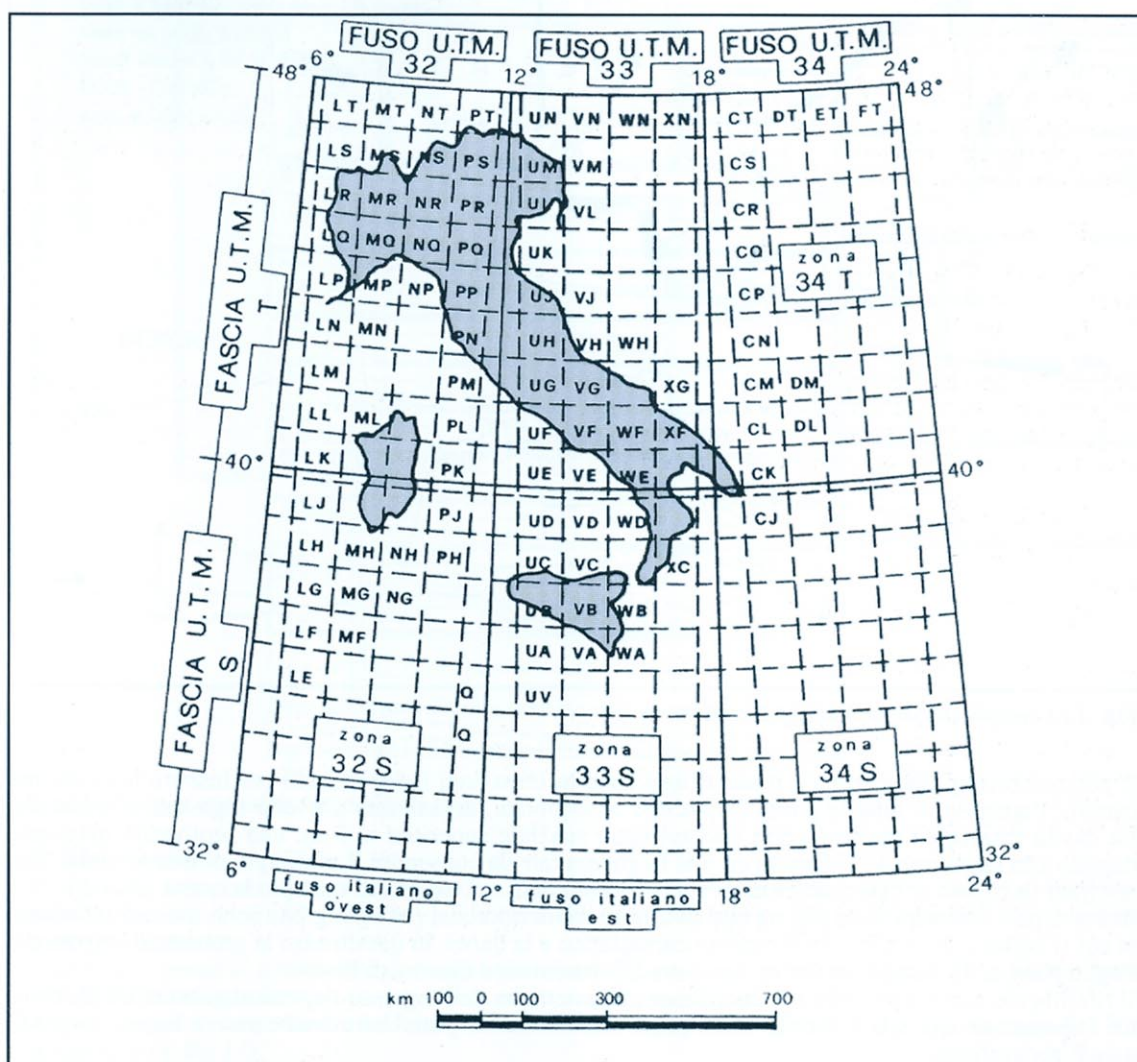 FUSO U.T.M. FUSO U.T.M. FUSO U.T.M.
32 33 34
48° 6° 12° 18° 24° 48°
LT MT NT PT UN VN WN XN CT DT ET FT
LS MS NS PS UM VM CS
LR MR NR PR UL VL CR
LQ MQ NQ PQ UK CQ zona
34 T
LP MP NP PP UJ VJ CP
LN MN PN UH VH WH CN
LM PM UG VG XG CM DM
LL ML PL UF VF WF XF CL DL
40° LK PK UE VE WE CK 40°
LJ PJ UD VD WD CJ
LH MH NH PH UC VC XC
LG MG NG UB VB WB
LF MF UA VA WA
LE Q UV
Q
FASCIA U.T.M.
T
FASCIA U.T.M.
S
zona zona zona
32 S 33 S 34 S
32° 6° 12° 18° 24° 32°
fuso italiano fuso italiano
ovest est
km 100 0 100 300 700